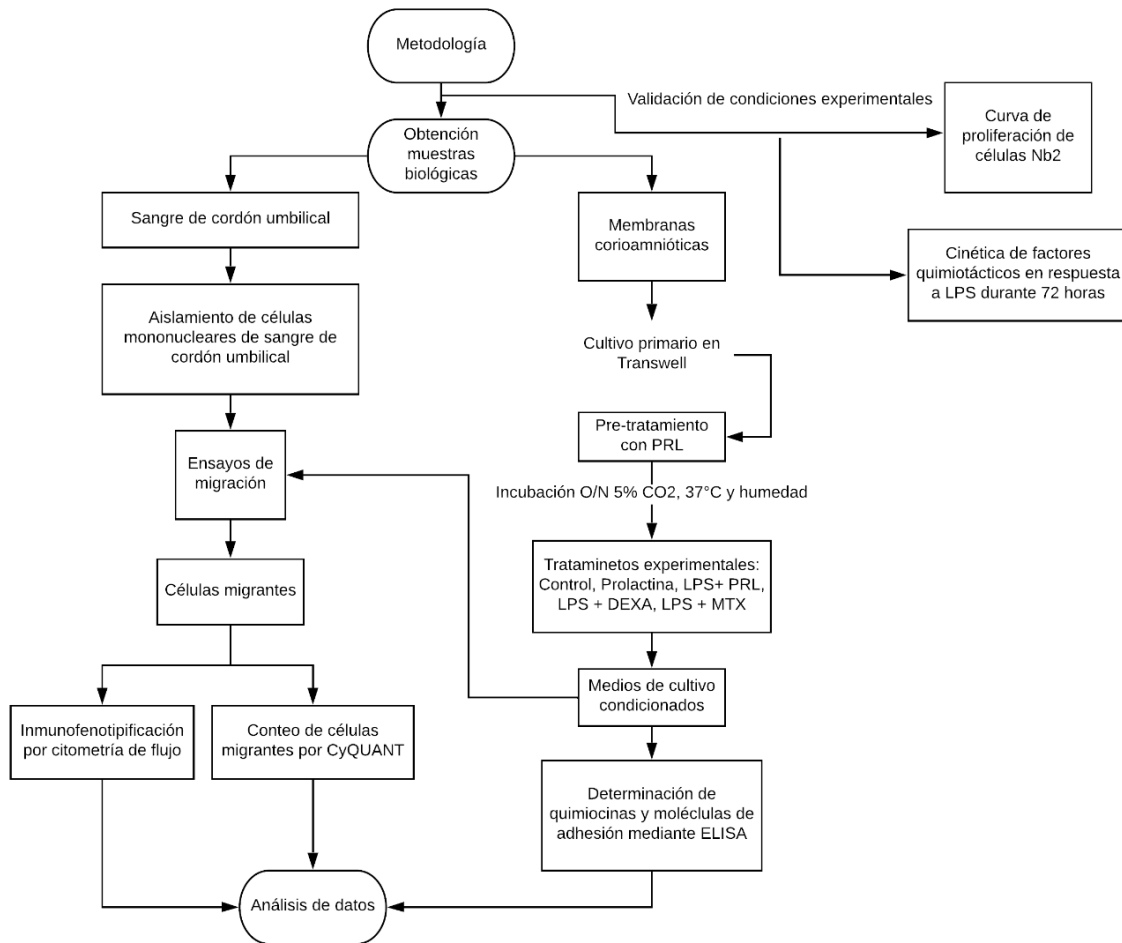 Metodología
Validación de condiciones experimentales
Curva de
proliferación de
células Nb2
Obtención
muestras
biológicas
Sangre de cordón umbilical
Membranas
corioamnióticas
Cinética de factores
quimiotácticos en respuesta
a LPS durante 72 horas
Aislamiento de células
mononucleares de sangre de
cordón umbilical
Cultivo primario en
Transwell
Pre-tratamiento
con PRL
Ensayos de
migración
Incubación O/N 5% CO2, 37°C y humedad
Trataminetos experimentales:
Control, Prolactina, LPS+ PRL,
LPS + DEXA, LPS + MTX
Células migrantes
Medios de cultivo
condicionados
Inmunofenotipificación
por citometría de flujo
Conteo de células
migrantes por CyQUANT
Determinación de
quimiocinas y moléclulas de
adhesión mediante ELISA
Análisis de datos